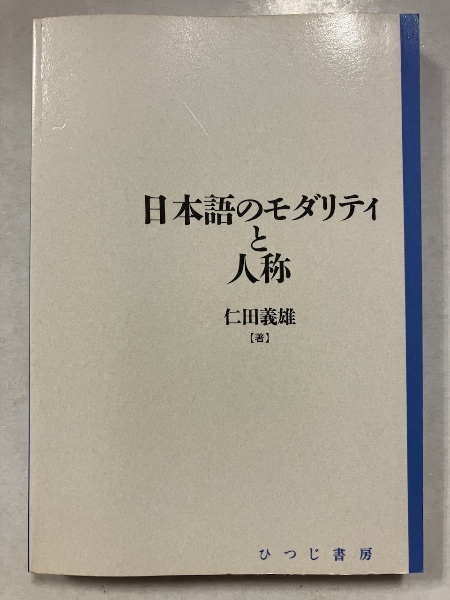 日本語のモダリティ
と
人称
仁田義雄
【著】
ひつじ書房